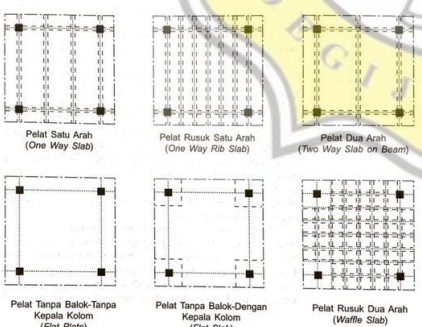 EGIJ
Pelat Satu Arah
(One Way Slab)
Pelat Rusuk Satu Arah
(One Way Rib Slab)
Pelat Dua Arah
(Two Way Slab on Beam)
Pelat Tanpa Balok-Tanpa
Kepala Kolom
(Flat Plate)
Pelat Tanpa Balok-Dengan
Kepala Kolom
(Flat Slab)
Pelat Rusuk Dua Arah
(Waffle Slab)